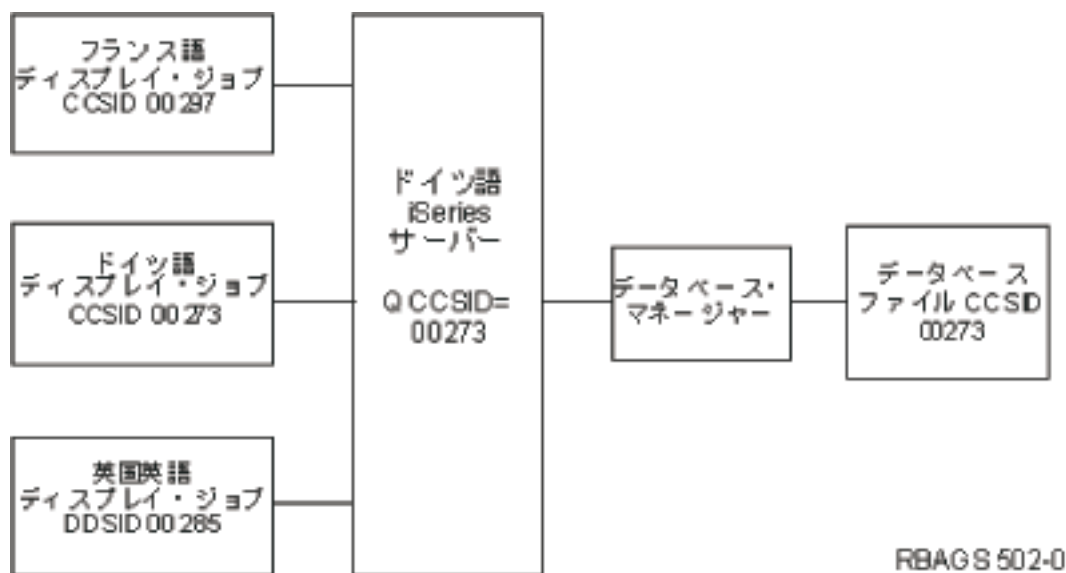 フランス語
ディスプレイ・ジョブ
CCSID 00297
ドイツ語
ディスプレイ・ジョブ
CCSID 00273
英国英語
ディスプレイ・ジョブ
DDSID 00285
ドイツ語
iSeries
サーバー
QCCSID=
00273
データベース・
マネージャー
データベース
ファイル CCSID
00273
RBAGS502-0